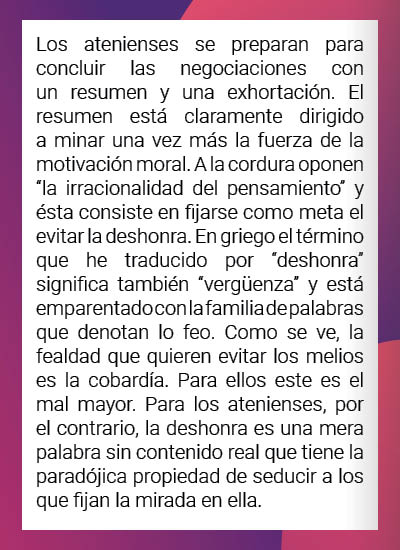 Los atenienses se preparan para
concluir las negociaciones con
un resumen y una exhortación. El
resumen está claramente dirigido
a minar una vez más la fuerza de la
motivación moral. A la cordura oponen
“la irracionalidad del pensamiento” y
ésta consiste en fijarse como meta el
evitar la deshonra. En griego el término
que he traducido por “deshonra”
significa también “vergüenza” y está
emparentado con la familia de palabras
que denotan lo feo. Como se ve, la
fealdad que quieren evitar los melios
es la cobardía. Para ellos este es el
mal mayor. Para los atenienses, por
el contrario, la deshonra es una mera
palabra sin contenido real que tiene la
paradójica propiedad de seducir a los
que fijan la mirada en ella.